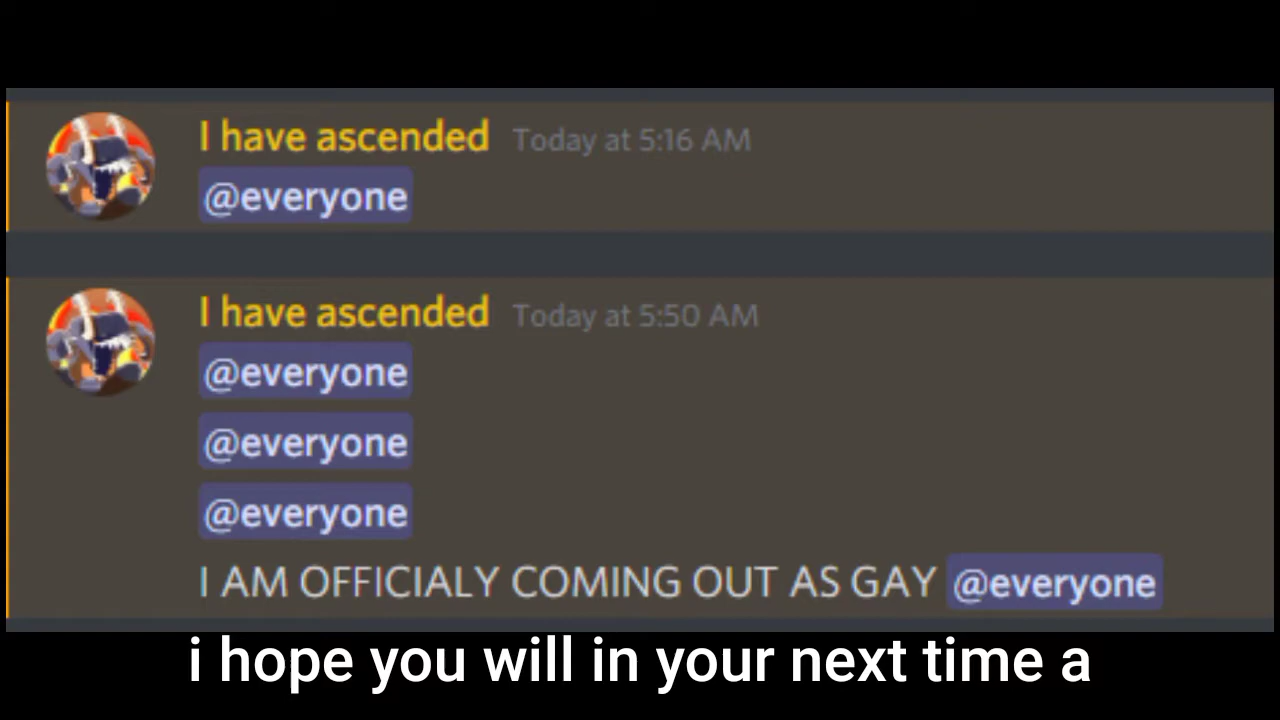 I have ascended Today at 5:16 AM
@everyone
I have ascended Today at 5:50 AM
@everyone
@everyone
@everyone
I AM OFFICIALY COMING OUT AS GAY @everyone
i hope you will in your next time a